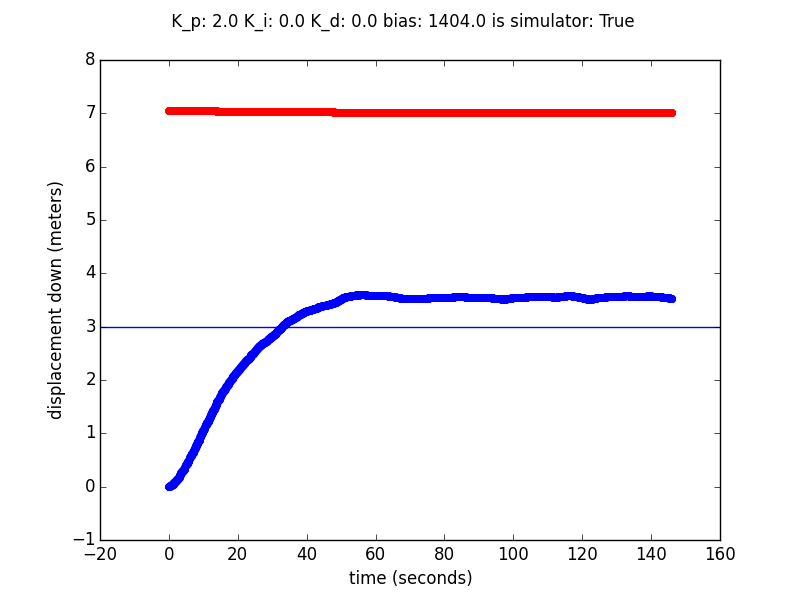 K_p: 2.0 K_i: 0.0 K_d: 0.0 bias: 1404.0 is simulator: True
8
7
6
5
4
3
2
1
0
−1
displacement down (meters)
−20 0 20 40 60 80 100 120 140 160
time (seconds)